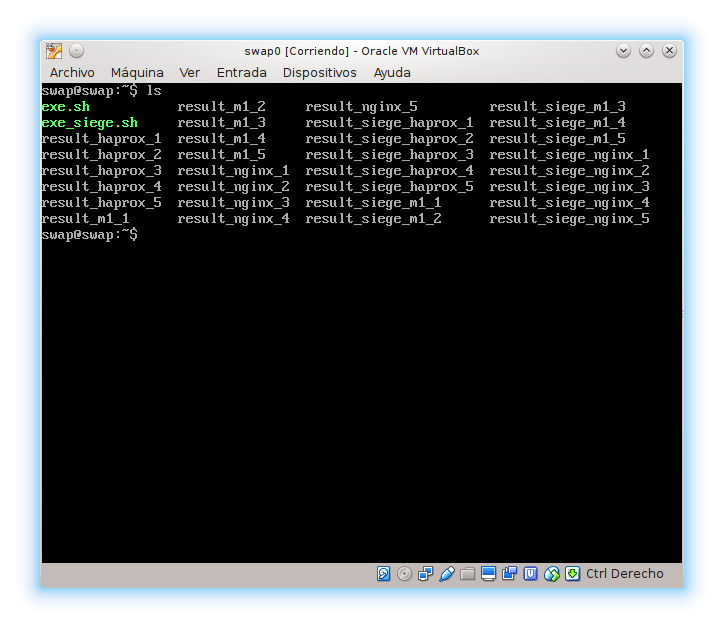 swap0 [Corriendo] - Oracle VM VirtualBox
Archivo Máquina Ver Entrada Dispositivos Ayuda
swap@swap:~$ ls
exe.sh result_m1_2 result_nginx_5 result_siege_m1_3
exe_siege.sh result_m1_3 result_siege_haprox_1 result_siege_m1_4
result_haprox_1 result_m1_4 result_siege_haprox_2 result_siege_m1_5
result_haprox_2 result_m1_5 result_siege_haprox_3 result_siege_nginx_1
result_haprox_3 result_nginx_1 result_siege_haprox_4 result_siege_nginx_2
result_haprox_4 result_nginx_2 result_siege_haprox_5 result_siege_nginx_3
result_haprox_5 result_nginx_3 result_siege_m1_1 result_siege_nginx_4
result_m1_1 result_nginx_4 result_siege_m1_2 result_siege_nginx_5
swap@swap:~$
Ctrl Derecho